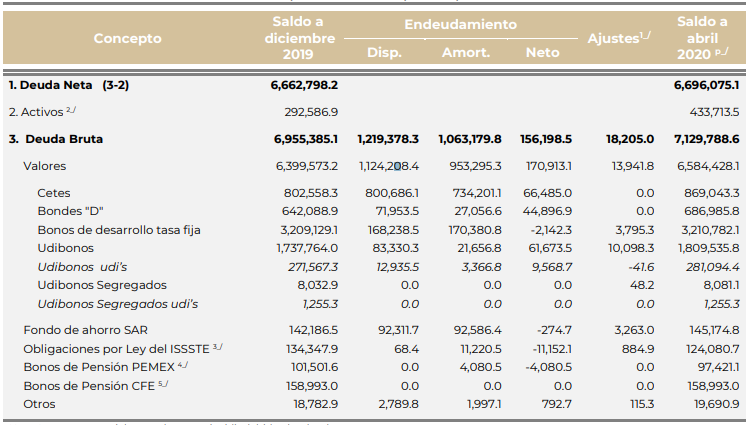 Concepto Saldo a diciembre 2019 Endeudamiento Disp. Amort. Neto Ajustes1_/ Saldo a abril 2020 p_/
1. Deuda Neta (3-2) 6,662,798.2 6,696,075.1
2. Activos 2_/ 292,586.9 433,713.5
3. Deuda Bruta 6,955,385.1 1,219,378.3 1,063,179.8 156,198.5 18,205.0 7,129,788.6
Valores 6,399,573.2 1,124,208.4 953,295.3 170,913.1 13,941.8 6,584,428.1
Cetes 802,558.3 800,686.1 734,201.1 66,485.0 0.0 869,043.3
Bondes "D" 642,088.9 71,953.5 27,056.6 44,896.9 0.0 686,985.8
Bonos de desarrollo tasa fija 3,209,129.1 168,238.5 170,380.8 -2,142.3 3,795.3 3,210,782.1
Udibonos 1,737,764.0 83,330.3 21,656.8 61,673.5 10,098.3 1,809,535.8
Udibonos udi's 271,567.3 12,935.5 3,366.8 9,568.7 -41.6 281,094.4
Udibonos Segregados 8,032.9 0.0 0.0 0.0 48.2 8,081.1
Udibonos Segregados udi's 1,255.3 0.0 0.0 0.0 0.0 1,255.3
Fondo de ahorro SAR 142,186.5 92,311.7 92,586.4 -274.7 3,263.0 145,174.8
Obligaciones por Ley del ISSSTE 3_/ 134,347.9 68.4 11,220.5 -11,152.1 884.9 124,080.7
Bonos de Pensión PEMEX 4_/ 101,501.6 0.0 4,080.5 -4,080.5 0.0 97,421.1
Bonos de Pensión CFE 5_/ 158,993.0 0.0 0.0 0.0 0.0 158,993.0
Otros 18,782.9 2,789.8 1,997.1 792.7 115.3 19,690.9